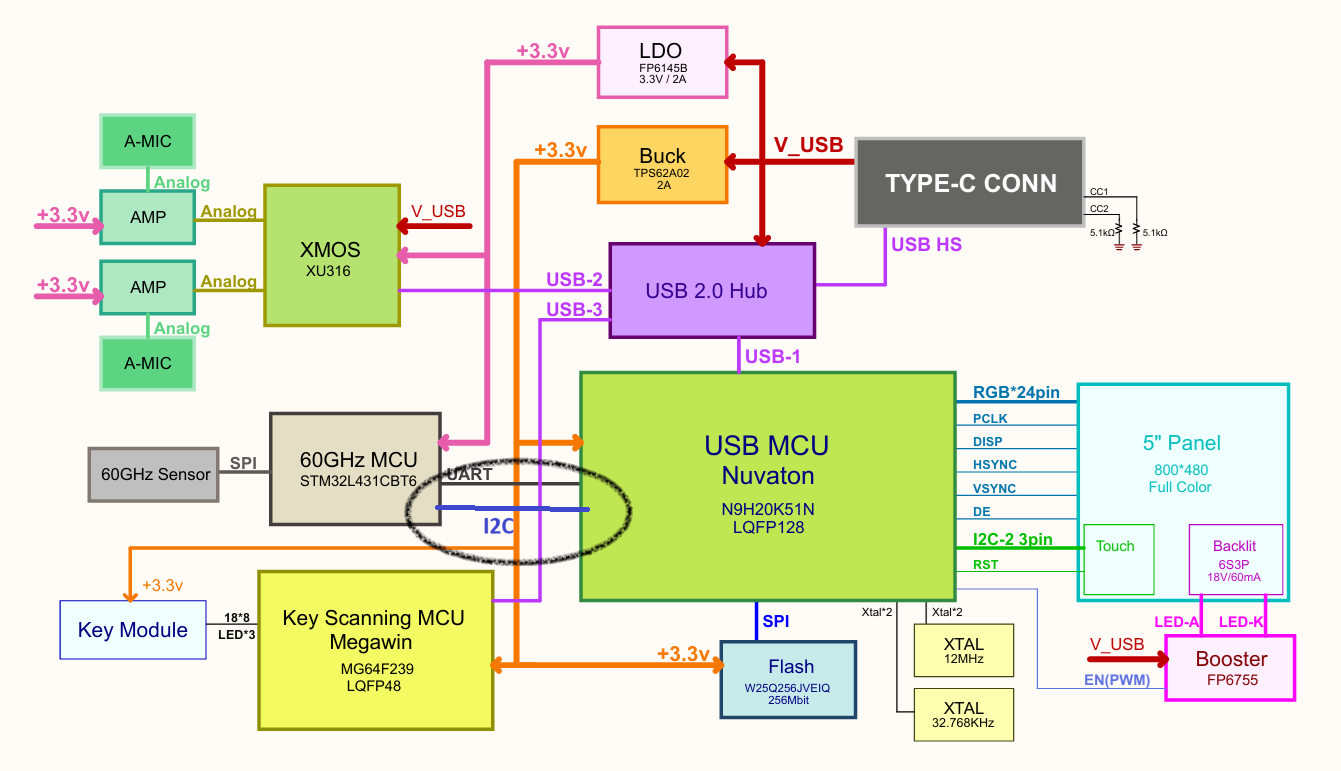 +3.3v
LDO
FP6145B
3.3V / 2A
+3.3v
Buck
TPS62A02
2A
V_USB
TYPE-C CONN
CC1
CC2
5.1kΩ
5.1kΩ
USB HS
A-MIC
Analog
+3.3v
AMP
Analog
XMOS
XU316
V_USB
+3.3v
AMP
Analog
Analog
A-MIC
USB-2
USB-3
USB 2.0 Hub
USB-1
60GHz Sensor
SPI
60GHz MCU
STM32L431CBT6
UART
I2C
USB MCU
Nuvaton
N9H20K51N
LQFP128
RGB*24pin
PCLK
DISP
HSYNC
VSYNC
DE
I2C-2 3pin
RST
5" Panel
800*480
Full Color
Touch
Backlit
6S3P
18V/60mA
+3.3v
Key Module
18*8
LED*3
Key Scanning MCU
Megawin
MG64F239
LQFP48
+3.3v
SPI
Flash
W25Q256JVEIQ
256Mbit
Xtal*2
Xtal*2
XTAL
12MHz
XTAL
32.768KHz
LED-A
LED-K
V_USB
EN(PWM)
Booster
FP6755